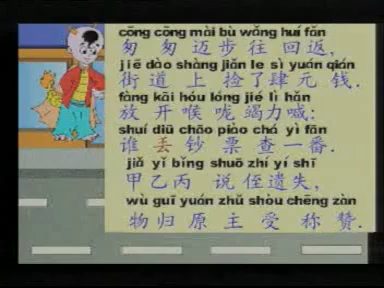 cōng cōng mài bù wǎng huí fǎn
匆 匆 迈步往 回返,
jiē dào shàng jiǎn le sì yuán qián
街道 上 捡了肆元 钱.
fàng kāi hóu lóng jié lì hǎn
放 开喉 咙竭力喊:
shuí diū chāo piào chá yì fān
谁 丢 钞 票 查 一番.
jiǎ yǐ bǐng shuō zhí yí shī
甲乙丙 说 侄遗失,
wù guī yuán zhǔ shòu chēng zàn
物归 原 主 受 称 赞.